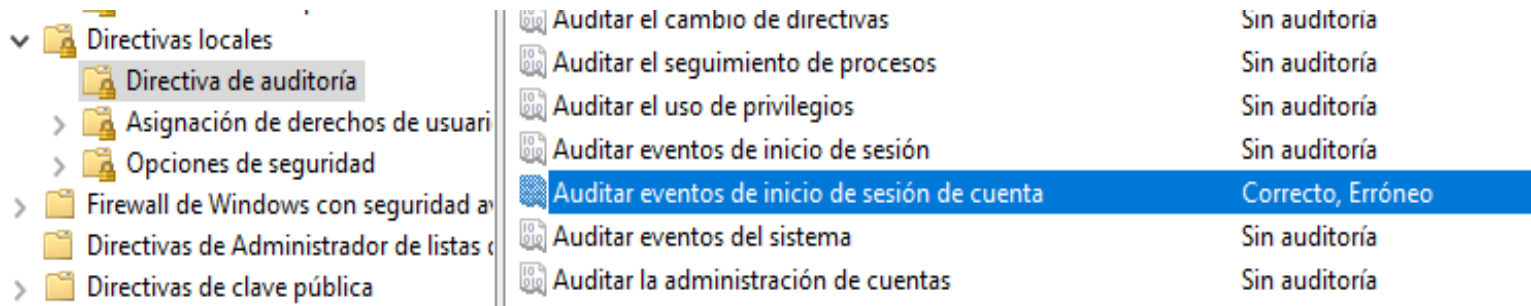 Directivas locales
Directiva de auditoría
Asignación de derechos de usuari
Opciones de seguridad
Firewall de Windows con seguridad
Directivas de Administrador de listas
Directivas de clave pública
Auditar el cambio de directivas Sin auditoría
Auditar el seguimiento de procesos Sin auditoría
Auditar el uso de privilegios Sin auditoría
Auditar eventos de inicio de sesión Sin auditoría
Auditar eventos de inicio de sesión de cuenta Correcto, Erróneo
Auditar eventos del sistema Sin auditoría
Auditar la administración de cuentas Sin auditoría